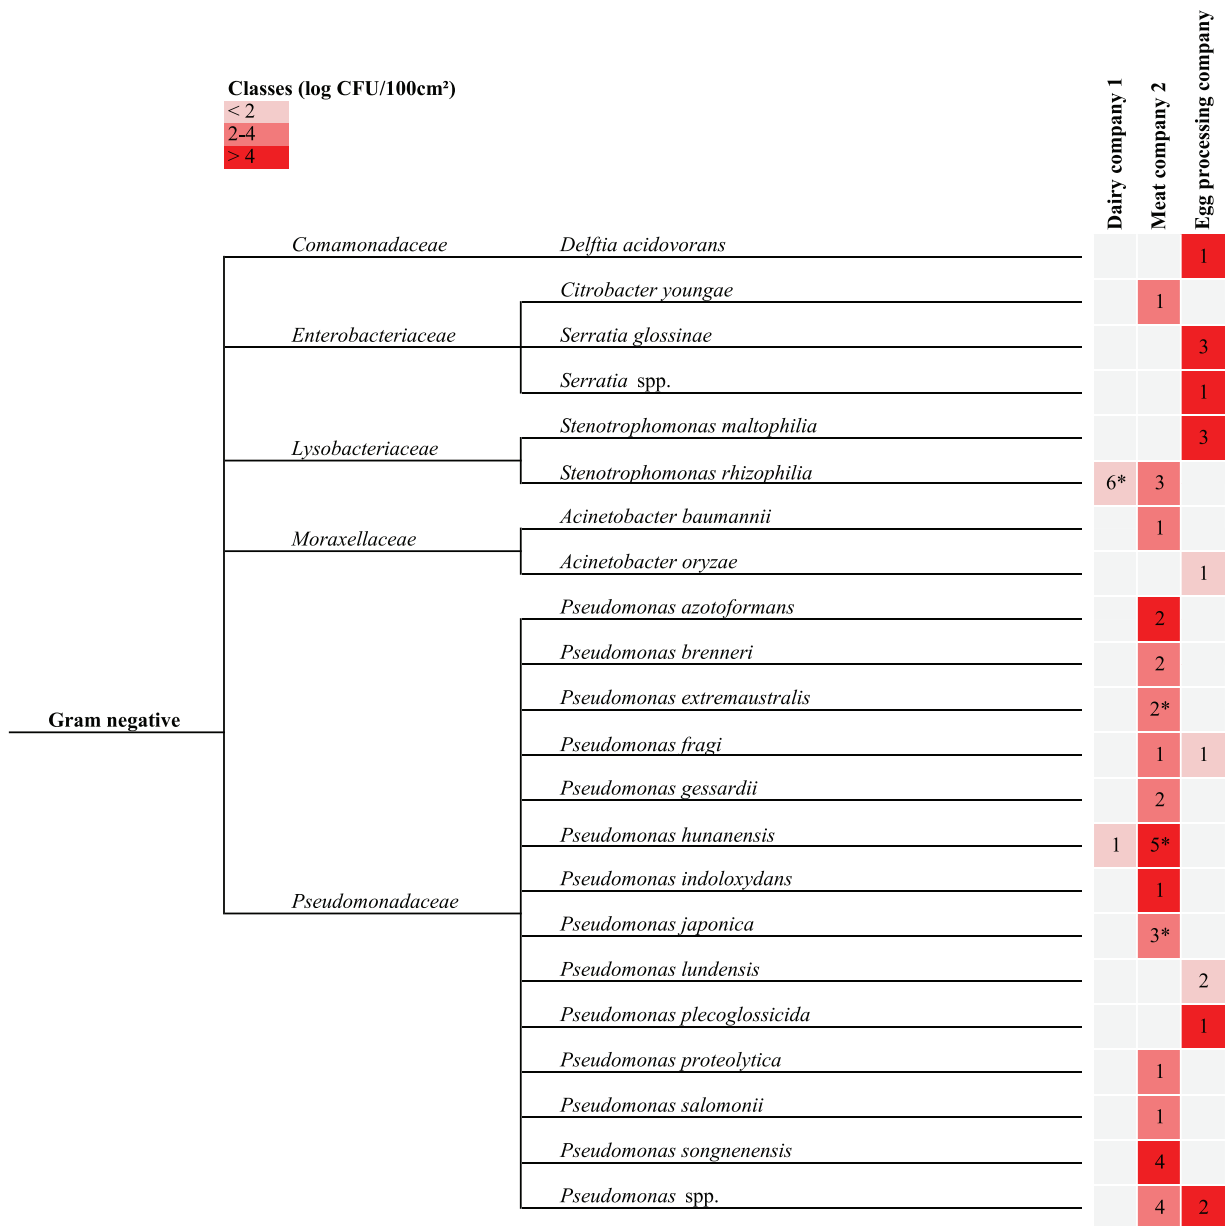 Classes (log CFU/100cm²)
< 2
2-4
> 4
Dairy company 1
Meat company 2
Egg processing company
Gram negative
Comamonadaceae
Delftia acidovorans
1
Citrobacter youngae
1
Enterobacteriaceae
Serratia glossinae
3
Serratia spp.
1
Stenotrophomonas maltophilia
3
Lysobacteriaceae
Stenotrophomonas rhizophilia
6* 3
Acinetobacter baumannii
1
Moraxellaceae
Acinetobacter oryzae
1
Pseudomonas azotoformans
2
Pseudomonas brenneri
2
Pseudomonas extremaustralis
2*
Pseudomonas fragi
1 1
Pseudomonas gessardii
2
Pseudomonas hunanensis
1 5*
Pseudomonas indoloxydans
1
Pseudomonadaceae
Pseudomonas japonica
3*
Pseudomonas lundensis
2
Pseudomonas plecoglossicida
1
Pseudomonas proteolytica
1
Pseudomonas salomonii
1
Pseudomonas songnenensis
4
Pseudomonas spp.
4 2